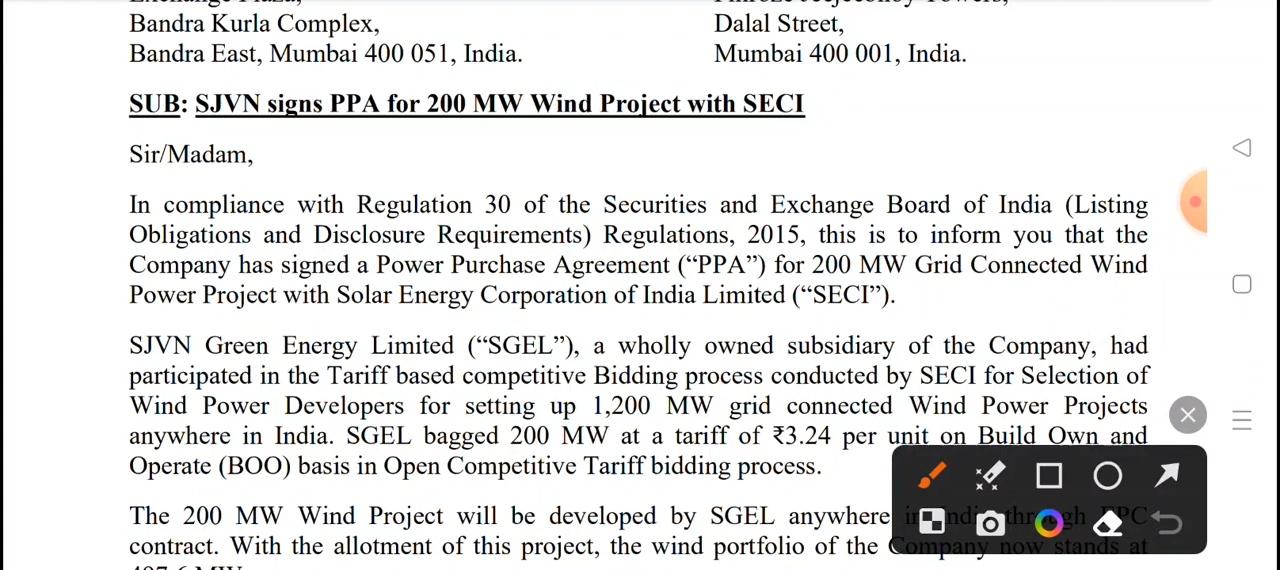 Bandra Kurla Complex,
Dalal Street,
Bandra East, Mumbai 400 051, India.
Mumbai 400 001, India.
SUB: SJVN signs PPA for 200 MW Wind Project with SECI
Sir/Madam,
In compliance with Regulation 30 of the Securities and Exchange Board of India (Listing
Obligations and Disclosure Requirements) Regulations, 2015, this is to inform you that the
Company has signed a Power Purchase Agreement (“PPA”) for 200 MW Grid Connected Wind
Power Project with Solar Energy Corporation of India Limited (“SECI”).
SJVN Green Energy Limited (“SGEL”), a wholly owned subsidiary of the Company, had
participated in the Tariff based competitive Bidding process conducted by SECI for Selection of
Wind Power Developers for setting up 1,200 MW grid connected Wind Power Projects
anywhere in India. SGEL bagged 200 MW at a tariff of ₹3.24 per unit on Build Own and
Operate (BOO) basis in Open Competitive Tariff bidding process.
The 200 MW Wind Project will be developed by SGEL anywhere in India through EPC
contract. With the allotment of this project, the wind portfolio of the Company now stands at